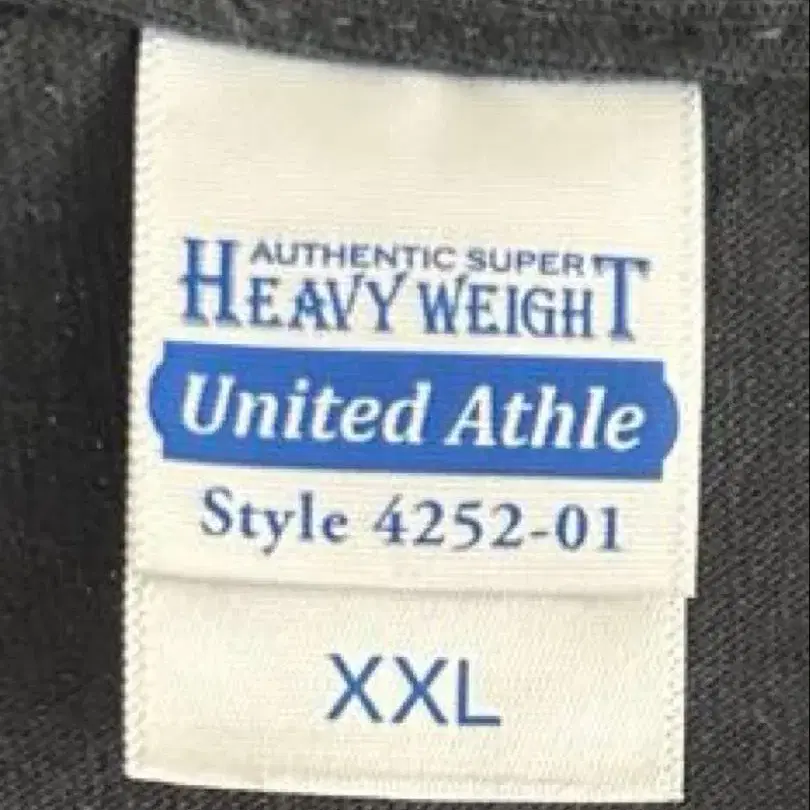 AUTHENTIC SUPER
HEAVY WEIGHT
United Athle
Style 4252-01
XXL